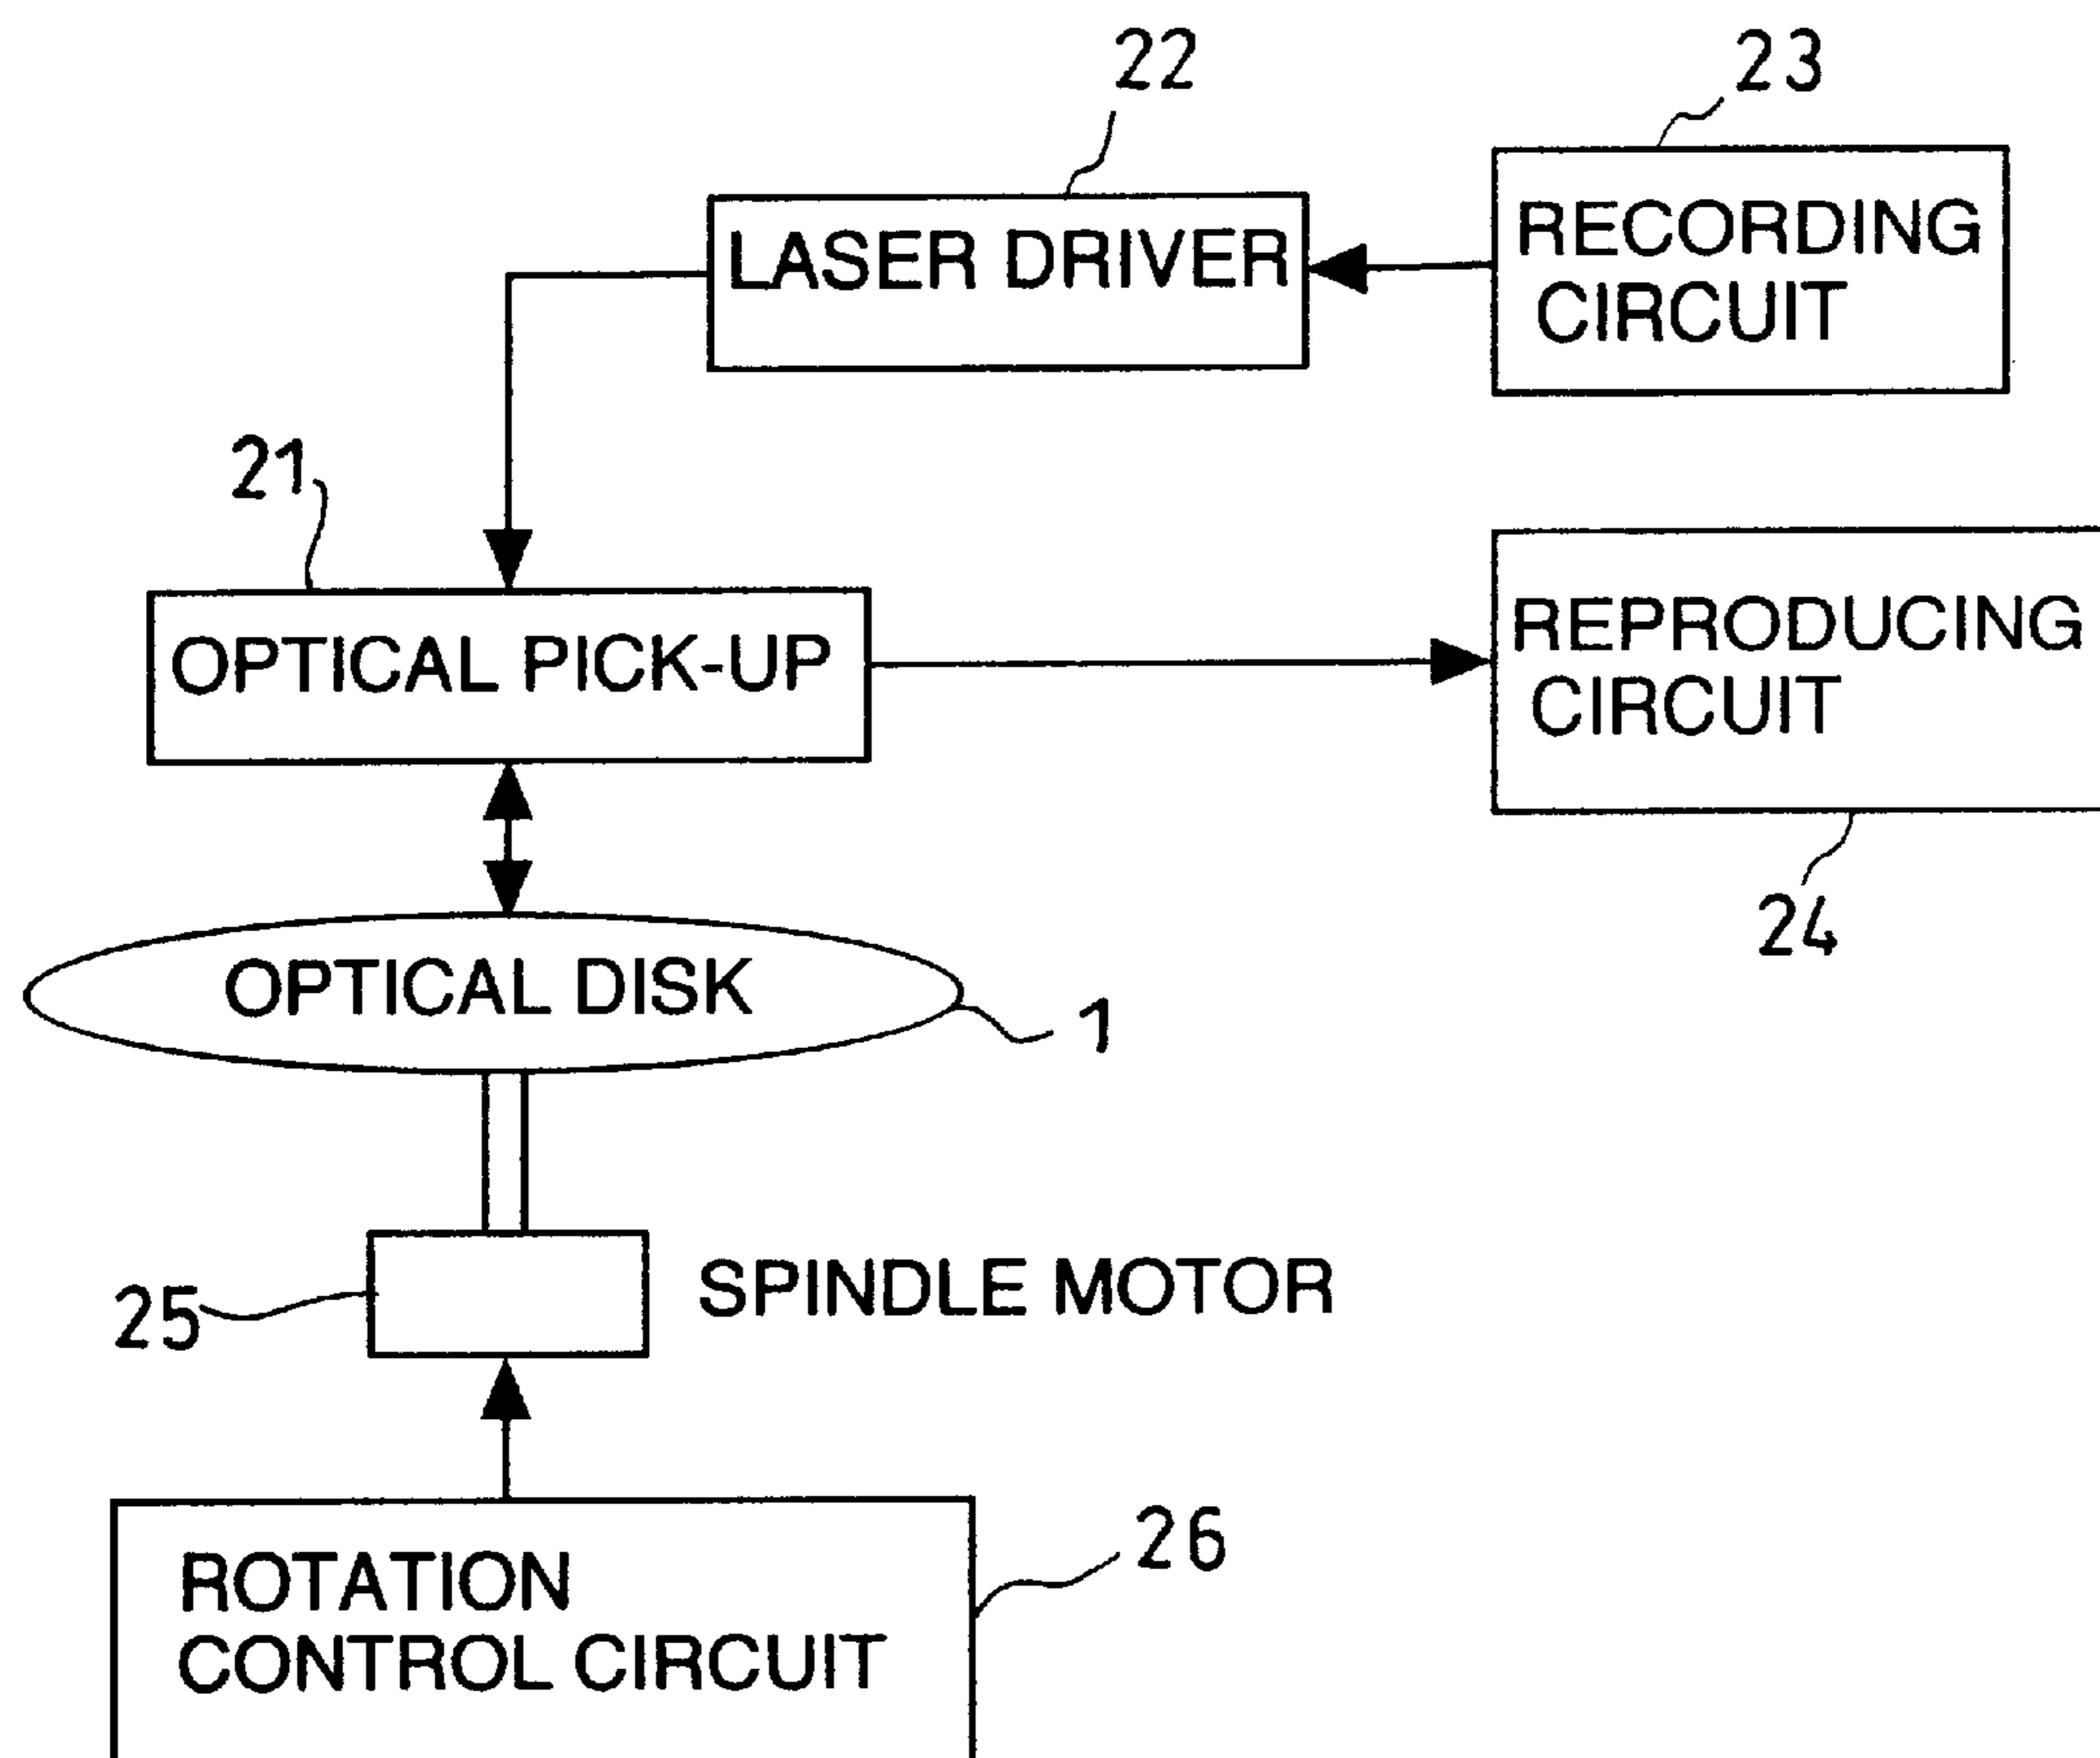 22
23
LASER DRIVER
RECORDING
CIRCUIT
21
OPTICAL PICK-UP
REPRODUCING
CIRCUIT
24
OPTICAL DISK
1
25
SPINDLE MOTOR
26
ROTATION
CONTROL CIRCUIT